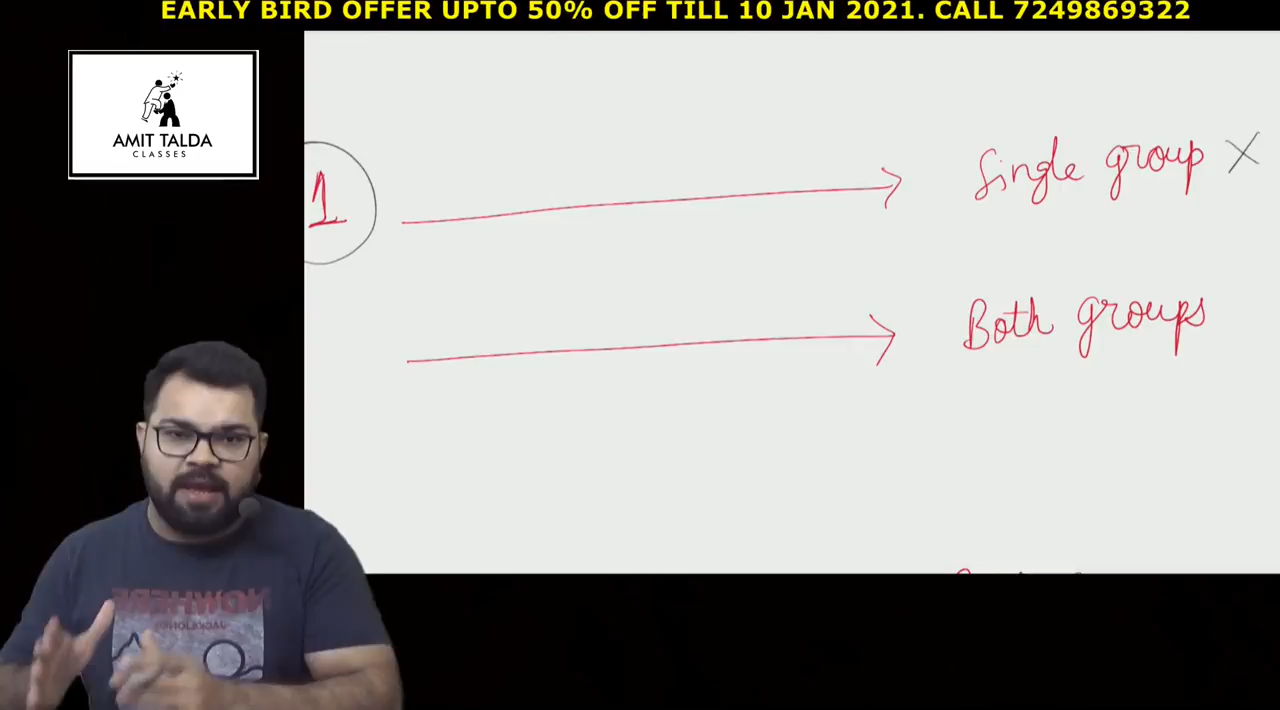 EARLY BIRD OFFER UPTO 50% OFF TILL 10 JAN 2021. CALL 7249869322
AMIT TALDA
CLASSES
1
Single group X
Both groups
NOWHERE